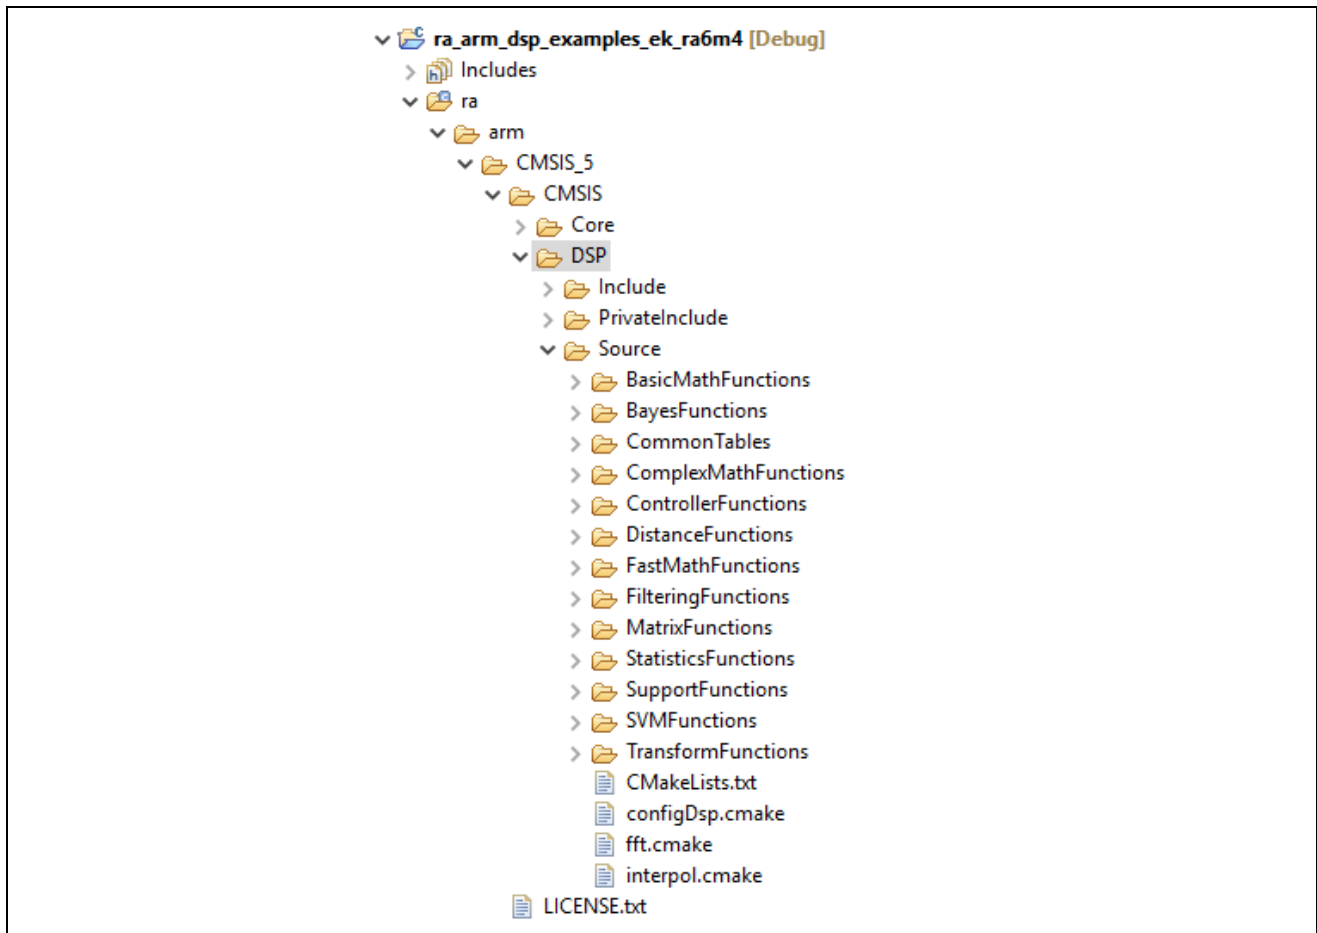 ra_arm_dsp_examples_ek_ra6m4 [Debug]
Includes
ra
arm
CMSIS_5
CMSIS
Core
DSP
Include
PrivateInclude
Source
BasicMathFunctions
BayesFunctions
CommonTables
ComplexMathFunctions
ControllerFunctions
DistanceFunctions
FastMathFunctions
FilteringFunctions
MatrixFunctions
StatisticsFunctions
SupportFunctions
SVMFunctions
TransformFunctions
CMakeLists.txt
configDsp.cmake
fft.cmake
interpol.cmake
LICENSE.txt